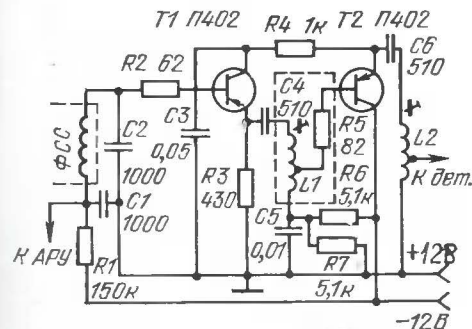 T1 П402
R4 1к
T2 П402
C6
510
R2 62
C4
510
ФСС
C2
1000
C3
0,05
R5
82
L2
R3
430
L1
R6
5,1к
К дет.
C1
1000
C5
0,01
К АРУ
R1
150к
R7
5,1к
+12В
−12В